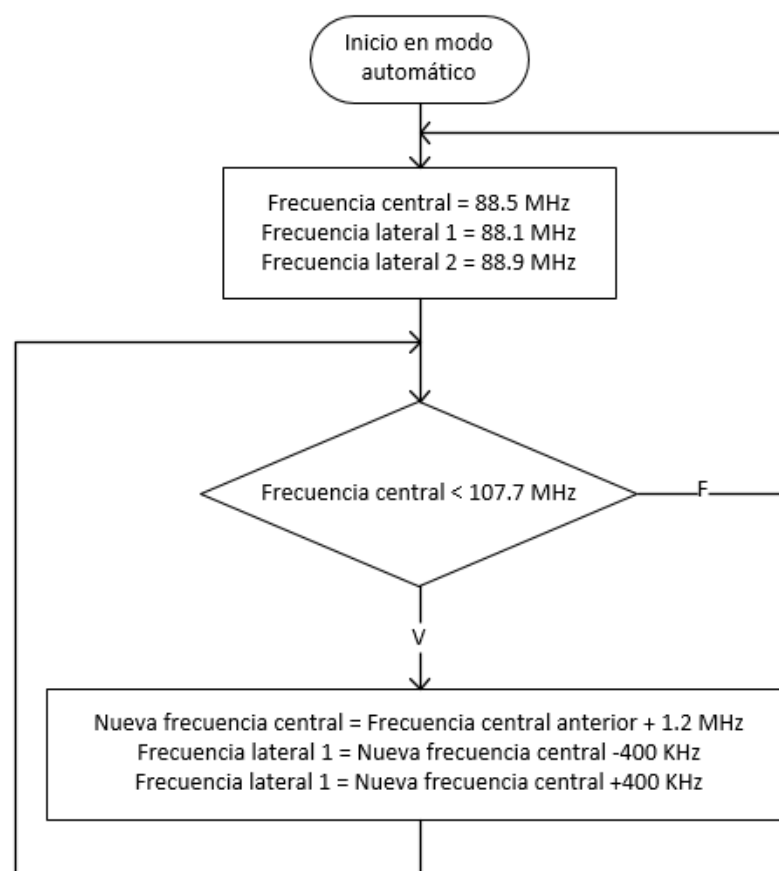 Inicio en modo
automático
Frecuencia central = 88.5 MHz
Frecuencia lateral 1 = 88.1 MHz
Frecuencia lateral 2 = 88.9 MHz
Frecuencia central < 107.7 MHz
F
V
Nueva frecuencia central = Frecuencia central anterior + 1.2 MHz
Frecuencia lateral 1 = Nueva frecuencia central -400 KHz
Frecuencia lateral 1 = Nueva frecuencia central +400 KHz